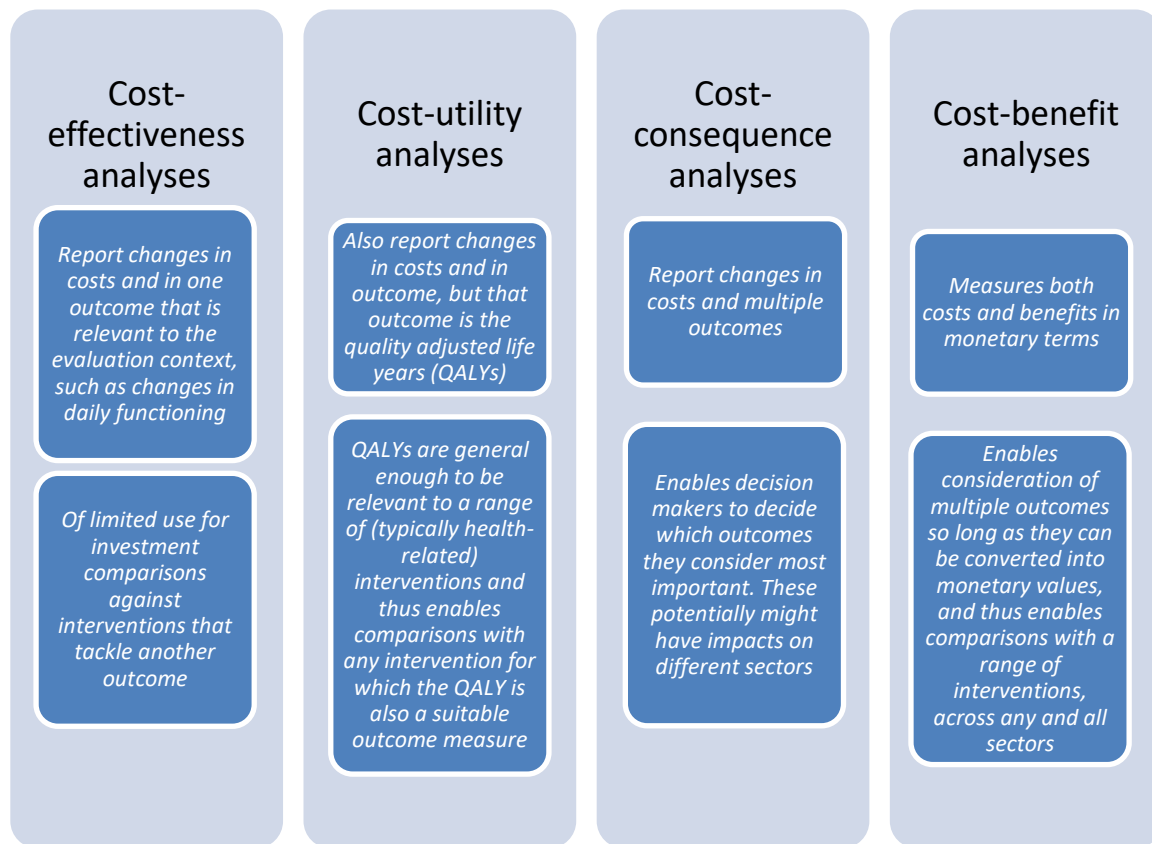 Cost-
effectiveness
analyses
Report changes in
costs and in one
outcome that is
relevant to the
evaluation context,
such as changes in
daily functioning
Of limited use for
investment
comparisons
against
interventions that
tackle another
outcome
Cost-utility
analyses
Also report changes
in costs and in
outcome, but that
outcome is the
quality adjusted life
years (QALYs)
QALYs are general
enough to be
relevant to a range
of (typically health-
related)
interventions and
thus enables
comparisons with
any intervention for
which the QALY is
also a suitable
outcome measure
Cost-
consequence
analyses
Report changes in
costs and multiple
outcomes
Enables decision
makers to decide
which outcomes
they consider most
important. These
potentially might
have impacts on
different sectors
Cost-benefit
analyses
Measures both
costs and benefits in
monetary terms
Enables
consideration of
multiple outcomes
so long as they can
be converted into
monetary values,
and thus enables
comparisons with a
range of
interventions,
across any and all
sectors